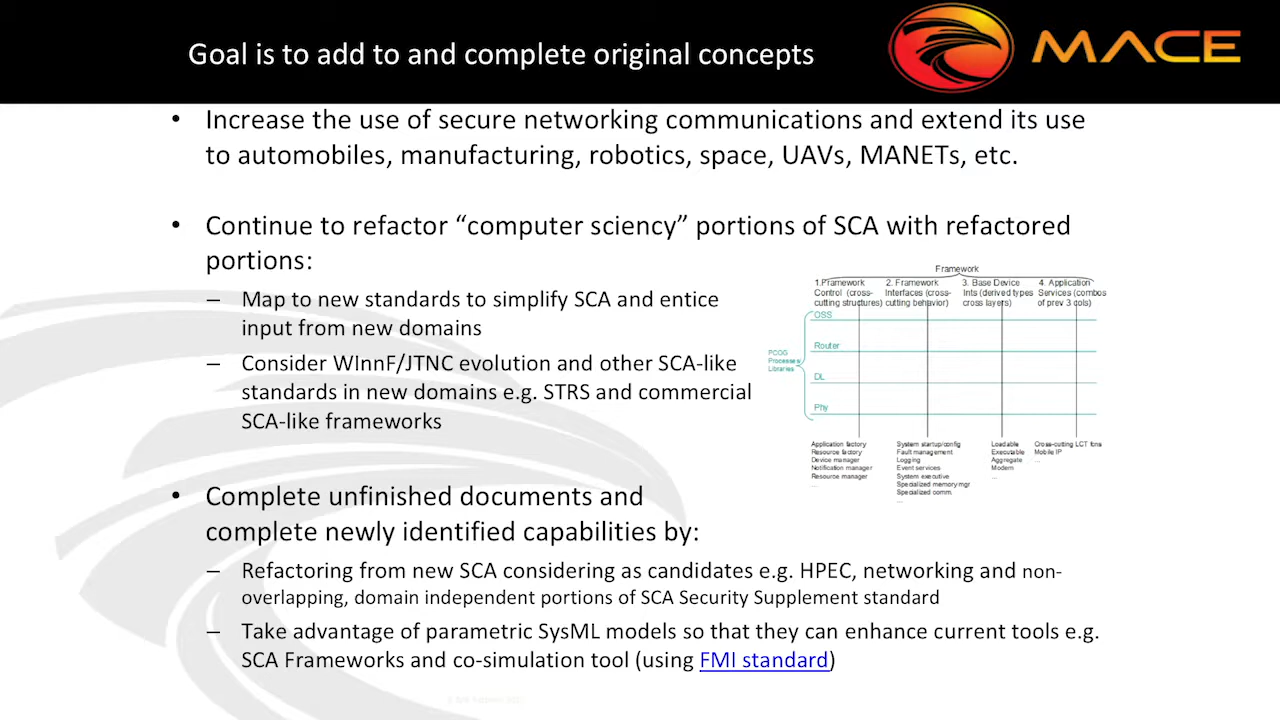 Goal is to add to and complete original concepts
MACE
• Increase the use of secure networking communications and extend its use
to automobiles, manufacturing, robotics, space, UAVs, MANETs, etc.
• Continue to refactor “computer sciency” portions of SCA with refactored
portions:
– Map to new standards to simplify SCA and entice
input from new domains
– Consider WInnF/JTNC evolution and other SCA-like
standards in new domains e.g. STRS and commercial
SCA-like frameworks
Framework
1.Framework
Control (cross-
cutting structures)
2. Framework
Interfaces (cross-
cutting behavior)
3. Base Device
Ints (derived types
cross layers)
4. Application
Services (combos
of prev 3 cols)
OSS
Router
DL
Phy
Processes/
Libraries
Application factory
Resource factory
Device manager
Notification manager
Resource manager
...
System startup/config
Fault management
Logging
Event services
System executive
Specialized memory mgr
Specialized comm.
...
Loadable
Executable
Aggregate
Modem
...
Cross-cutting LCT fcns
Mobile IP
...
• Complete unfinished documents and
complete newly identified capabilities by:
– Refactoring from new SCA considering as candidates e.g. HPEC, networking and non-
overlapping, domain independent portions of SCA Security Supplement standard
– Take advantage of parametric SysML models so that they can enhance current tools e.g.
SCA Frameworks and co-simulation tool (using FMI standard)